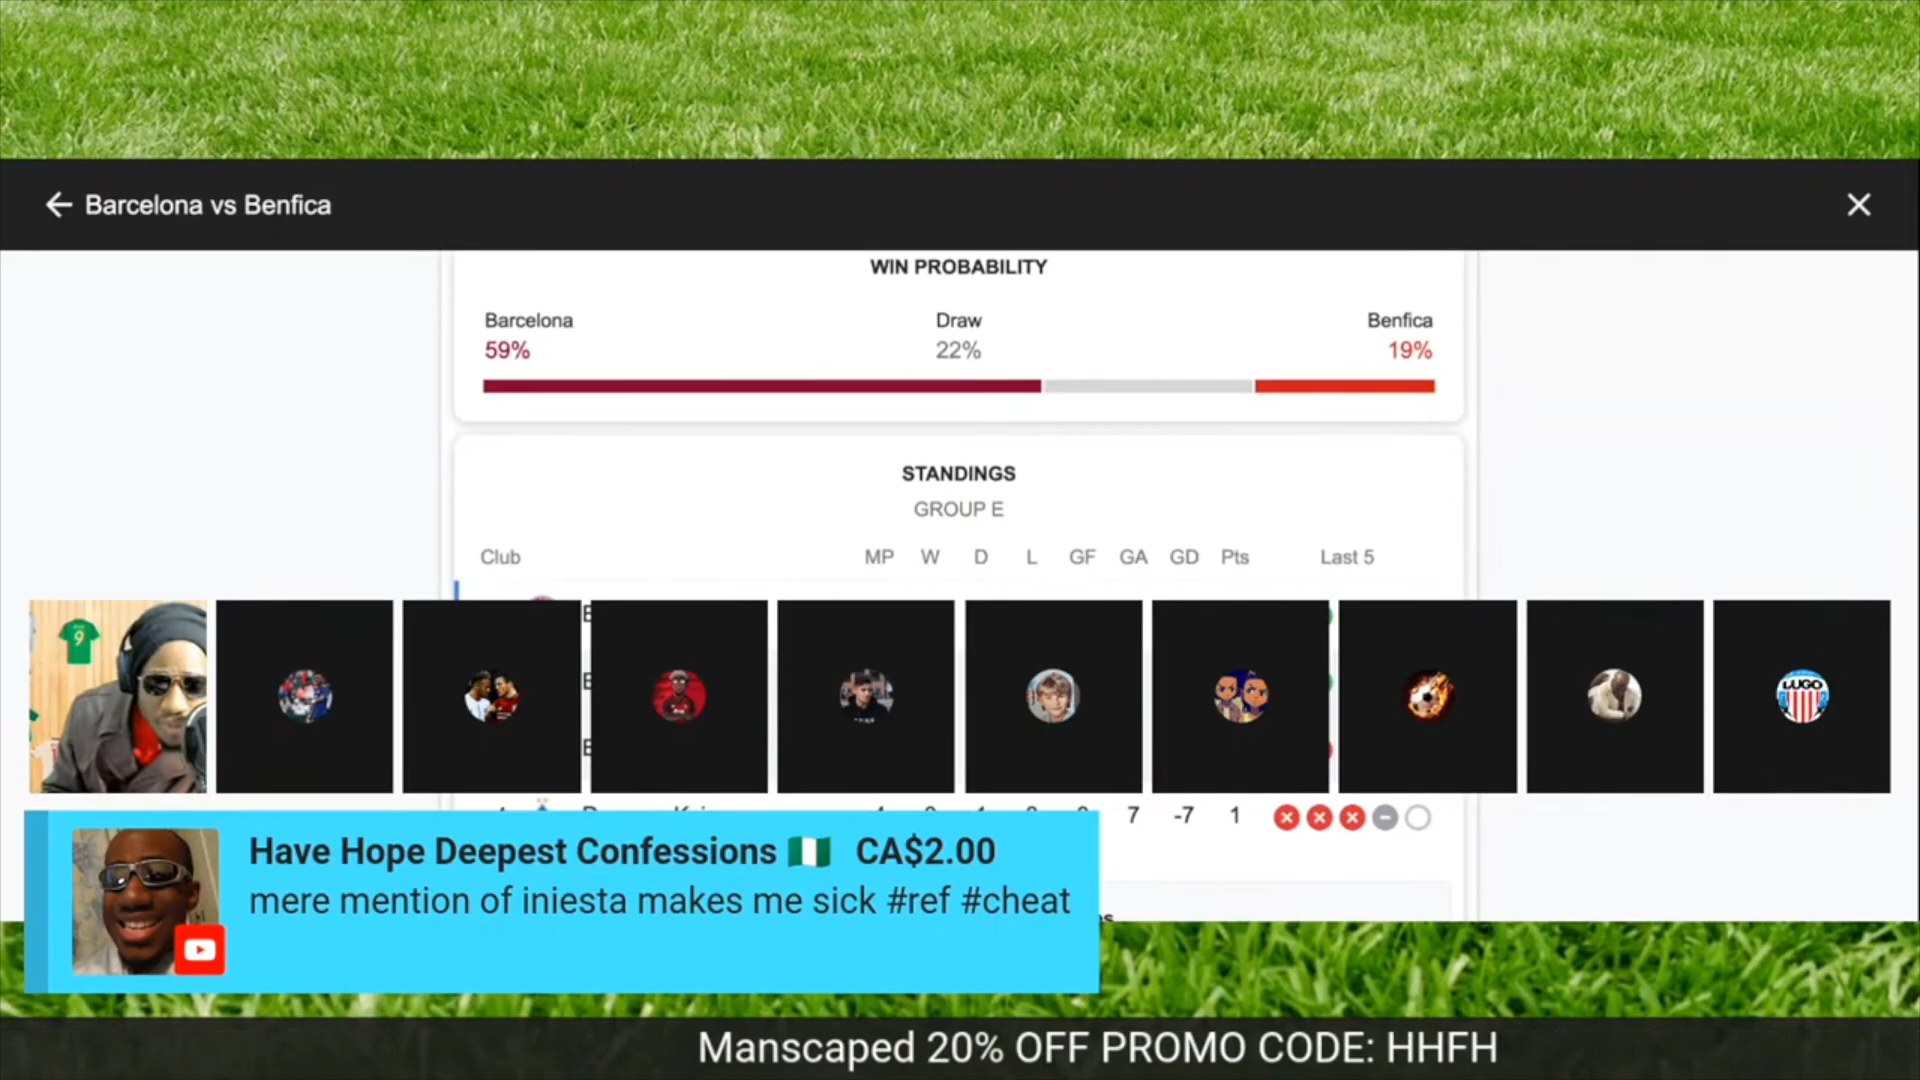 Barcelona vs Benfica
WIN PROBABILITY
Barcelona Draw Benfica
59% 22% 19%
STANDINGS
GROUP E
Club MP W D L GF GA GD Pts Last 5
9
LUGO
7 -7 1
Have Hope Deepest Confessions CA$2.00
mere mention of iniesta makes me sick #ref #cheat
Manscaped 20% OFF PROMO CODE: HHFH